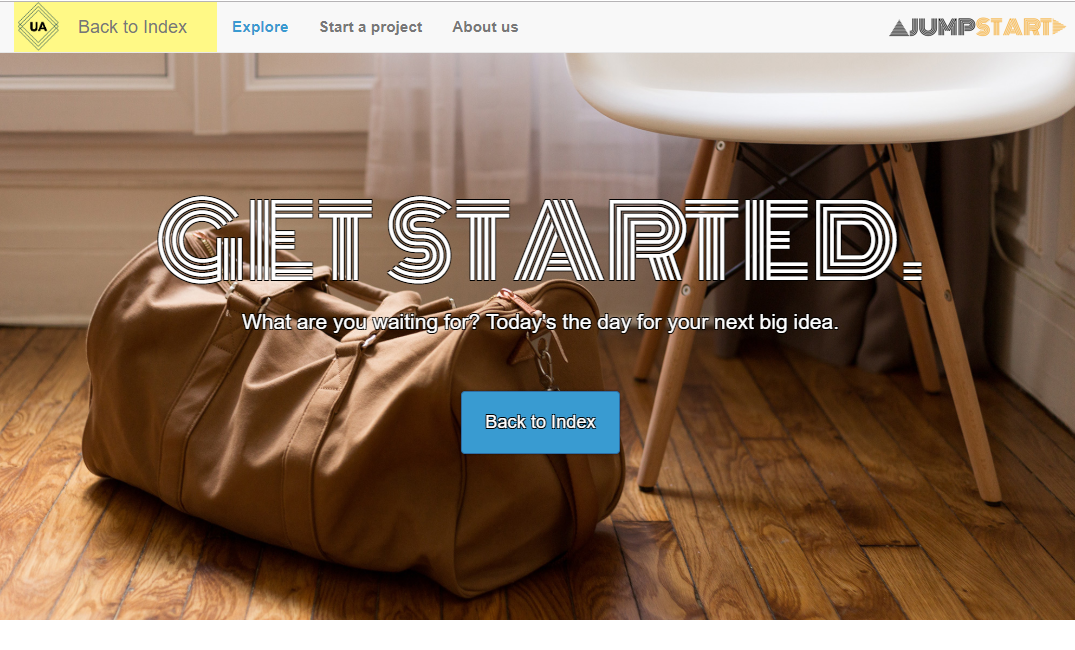 UA Back to Index Explore Start a project About us JUMPSTART
GET STARTED.
What are you waiting for? Today's the day for your next big idea.
Back to Index